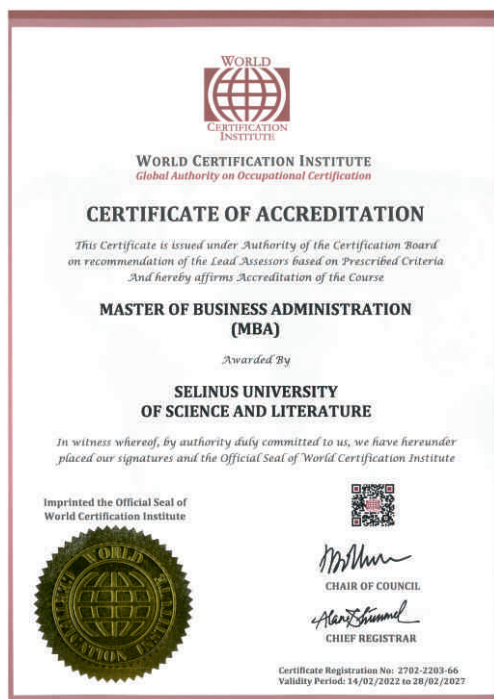 WORLD
CERTIFICATION
INSTITUTE
WORLD CERTIFICATION INSTITUTE
Global Authority on Occupational Certification
CERTIFICATE OF ACCREDITATION
This Certificate is issued under Authority of the Certification Board
on recommendation of the Lead Assessors based on Prescribed Criteria
And hereby affirms Accreditation of the Course
MASTER OF BUSINESS ADMINISTRATION
(MBA)
Awarded By
SELINUS UNIVERSITY
OF SCIENCE AND LITERATURE
In witness whereof, by authority duly committed to us, we have hereunder
placed our signatures and the Official Seal of World Certification Institute
Imprinted the Official Seal of
World Certification Institute
WORLD
CHAIR OF COUNCIL
CHIEF REGISTRAR
Certificate Registration No: 2702-2203-66
Validity Period: 14/02/2022 to 28/02/2027